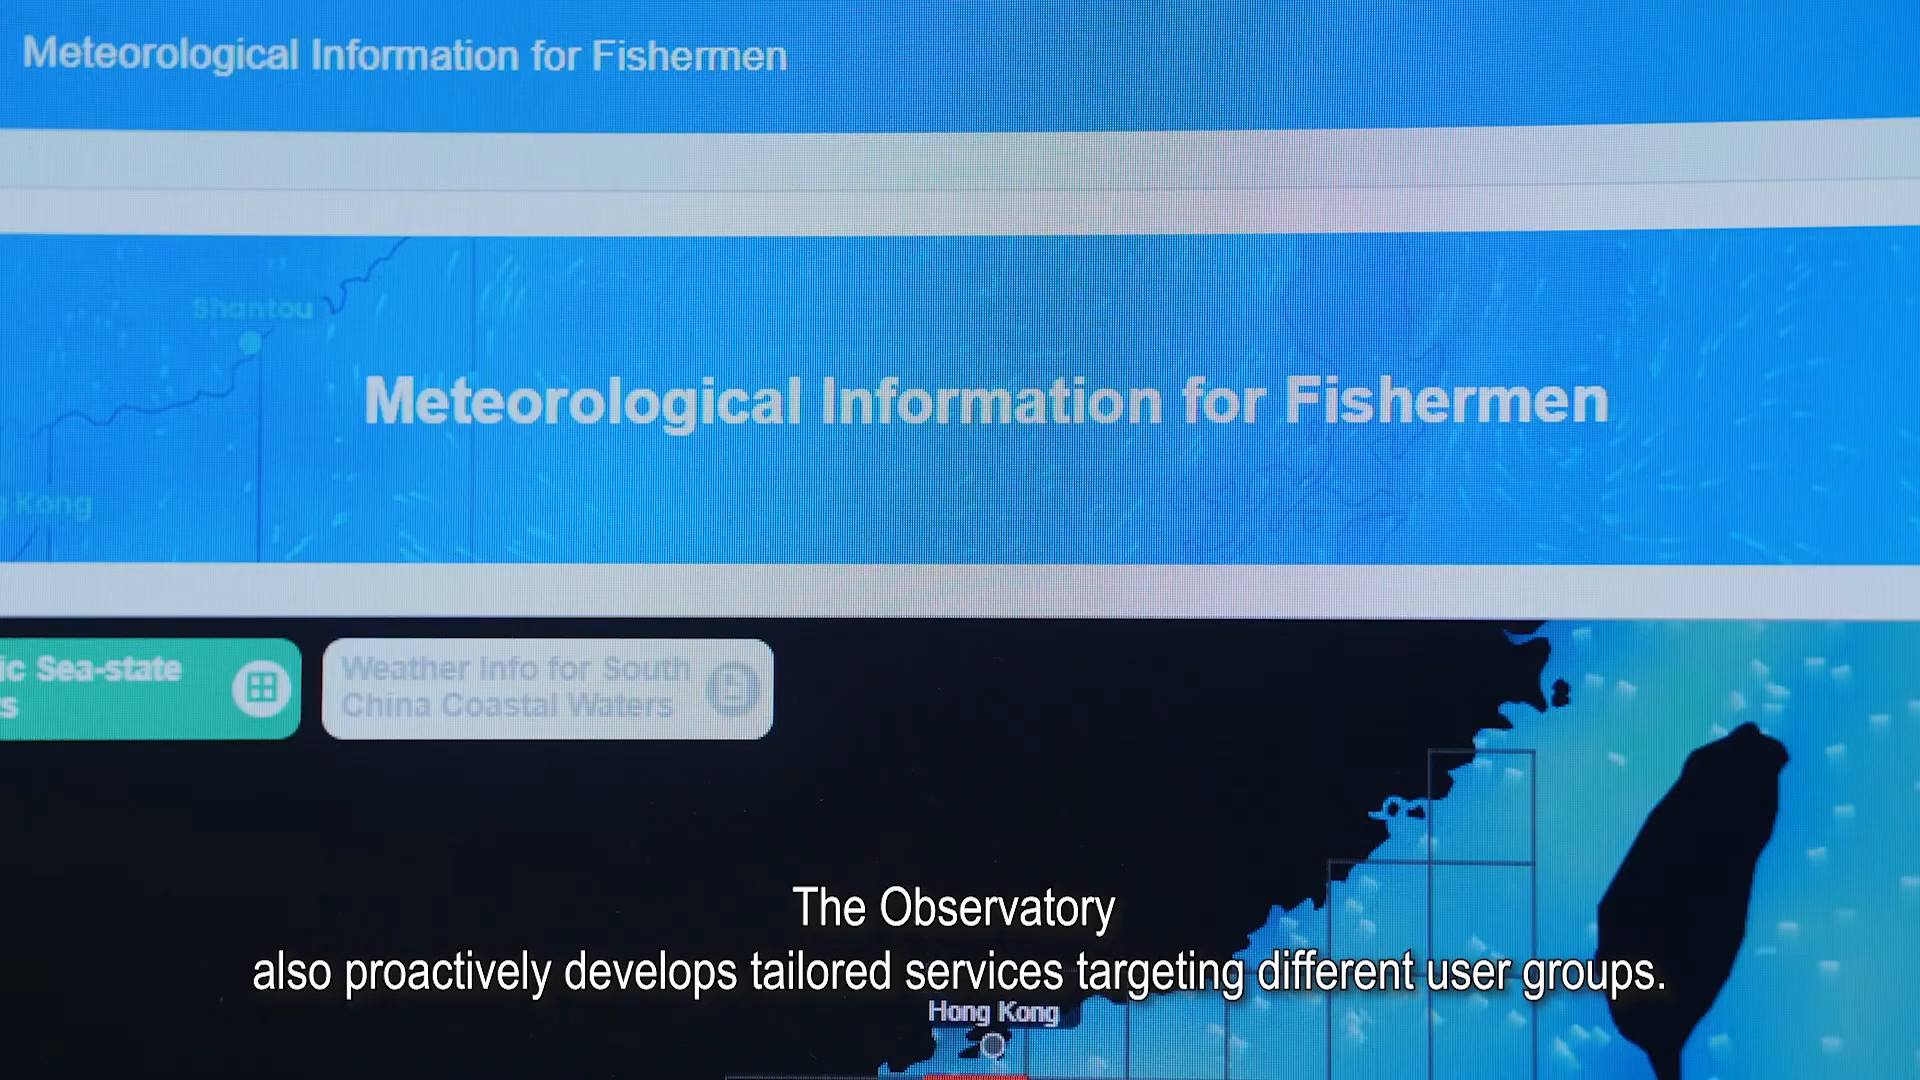 Meteorological Information for Fishermen
Shantou
Meteorological Information for Fishermen
Kong
Sea-state
Weather Info for South
China Coastal Waters
The Observatory
also proactively develops tailored services targeting different user groups.
Hong Kong